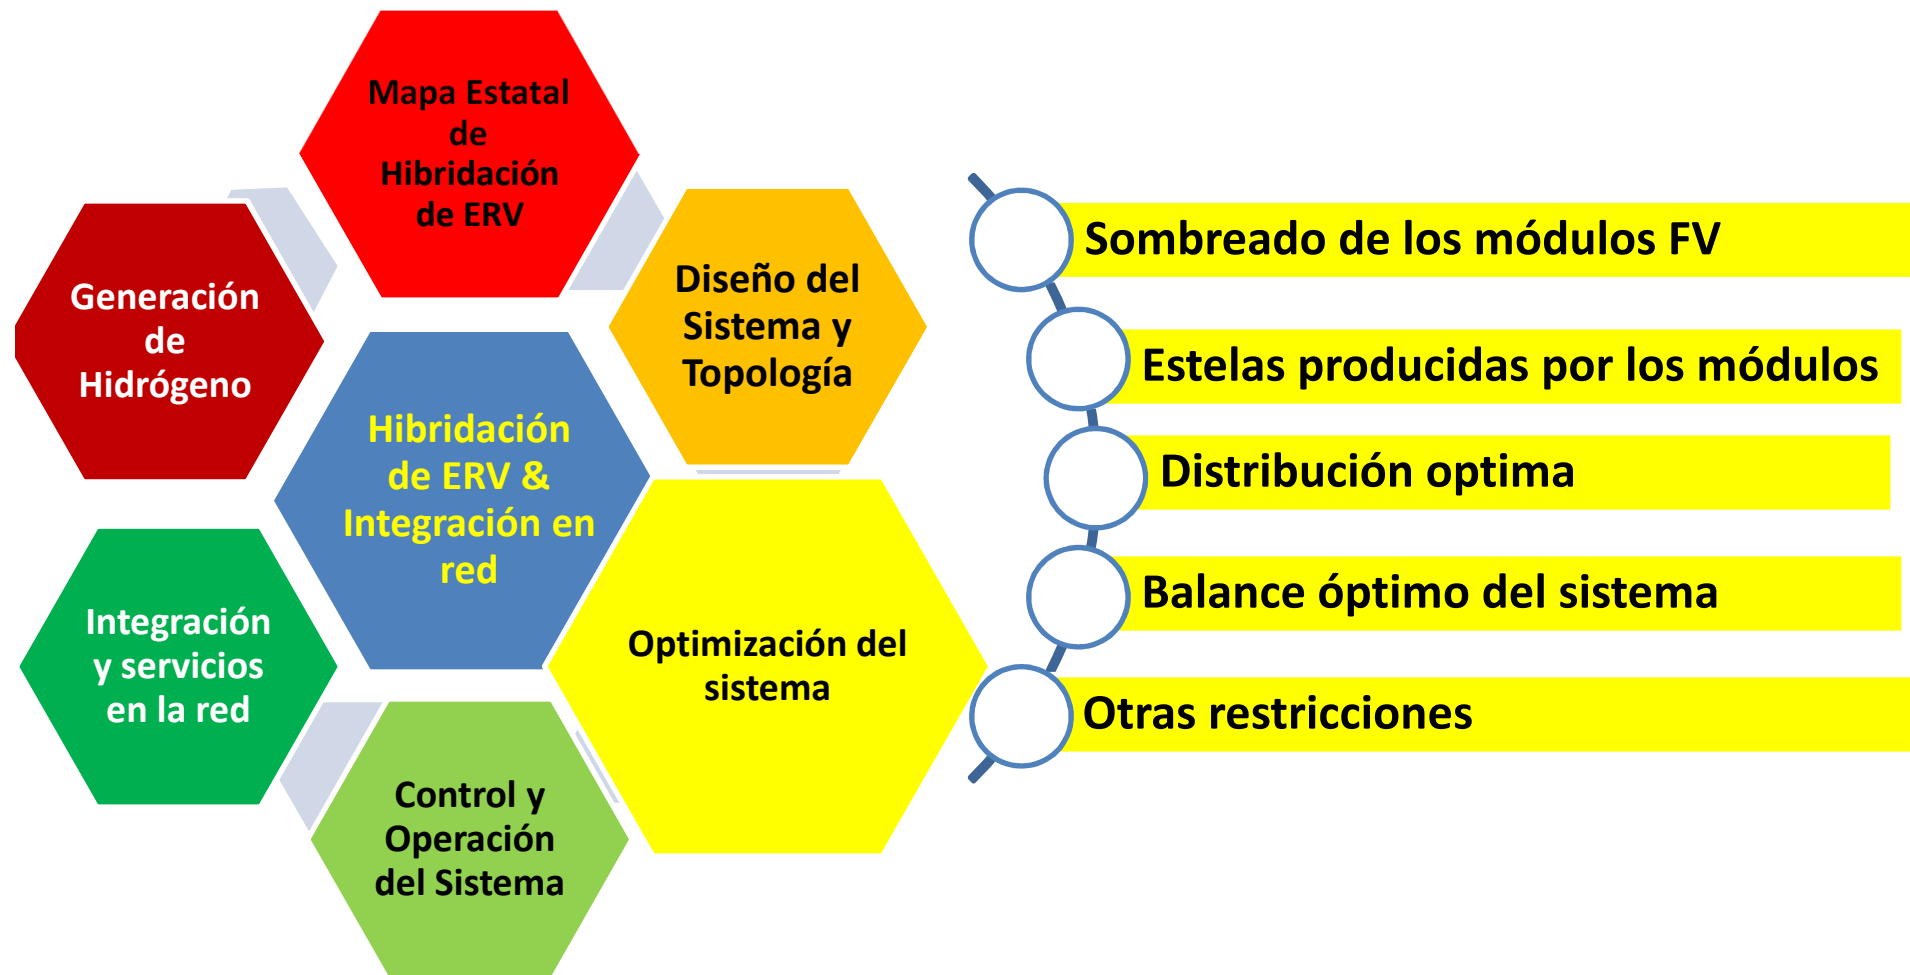 Mapa Estatal
de
Hibridación
de ERV
Generación
de
Hidrógeno
Diseño del
Sistema y
Topología
Hibridación
de ERV &
Integración en
red
Integración
y servicios
en la red
Optimización del
sistema
Control y
Operación
del Sistema
Sombreado de los módulos FV
Estelas producidas por los módulos
Distribución optima
Balance óptimo del sistema
Otras restricciones